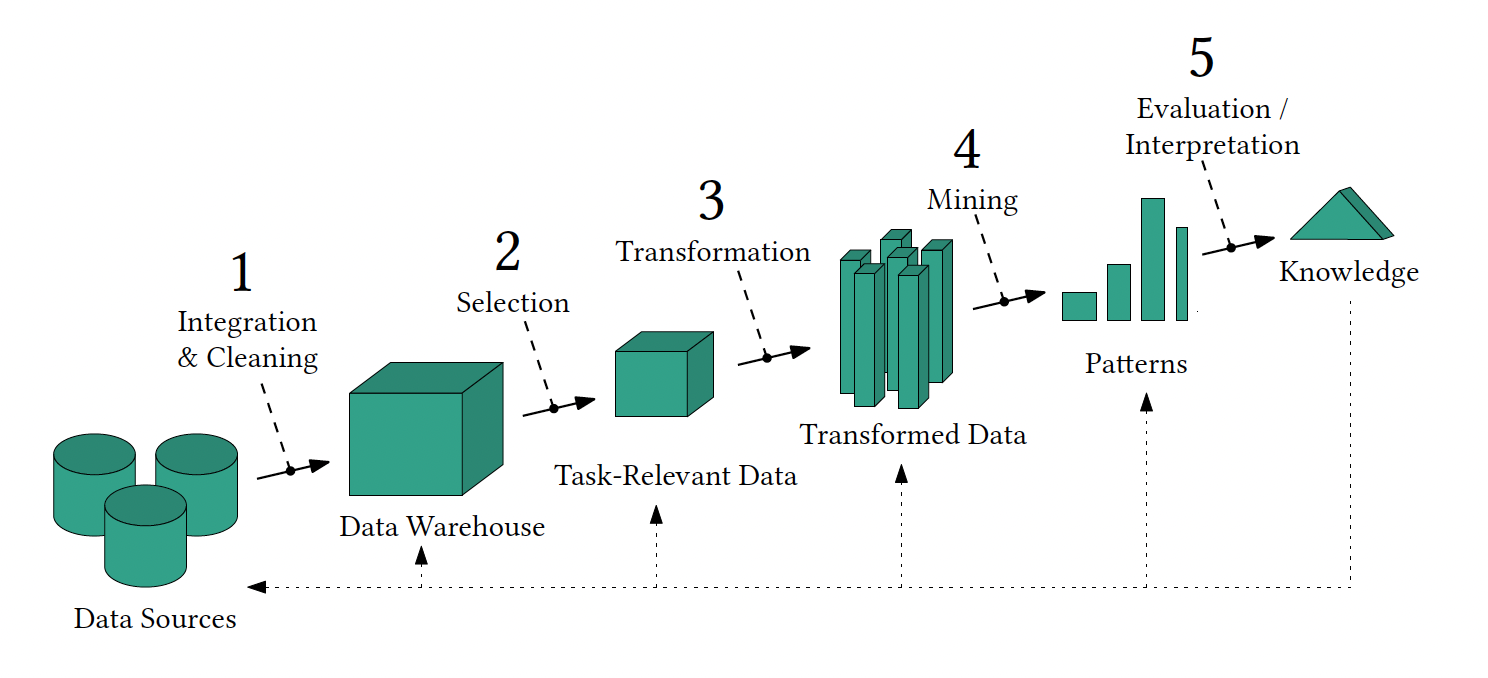 1
Integration
& Cleaning
2
Selection
3
Transformation
4
Mining
5
Evaluation /
Interpretation
Data Sources
Data Warehouse
Task-Relevant Data
Transformed Data
Patterns
Knowledge